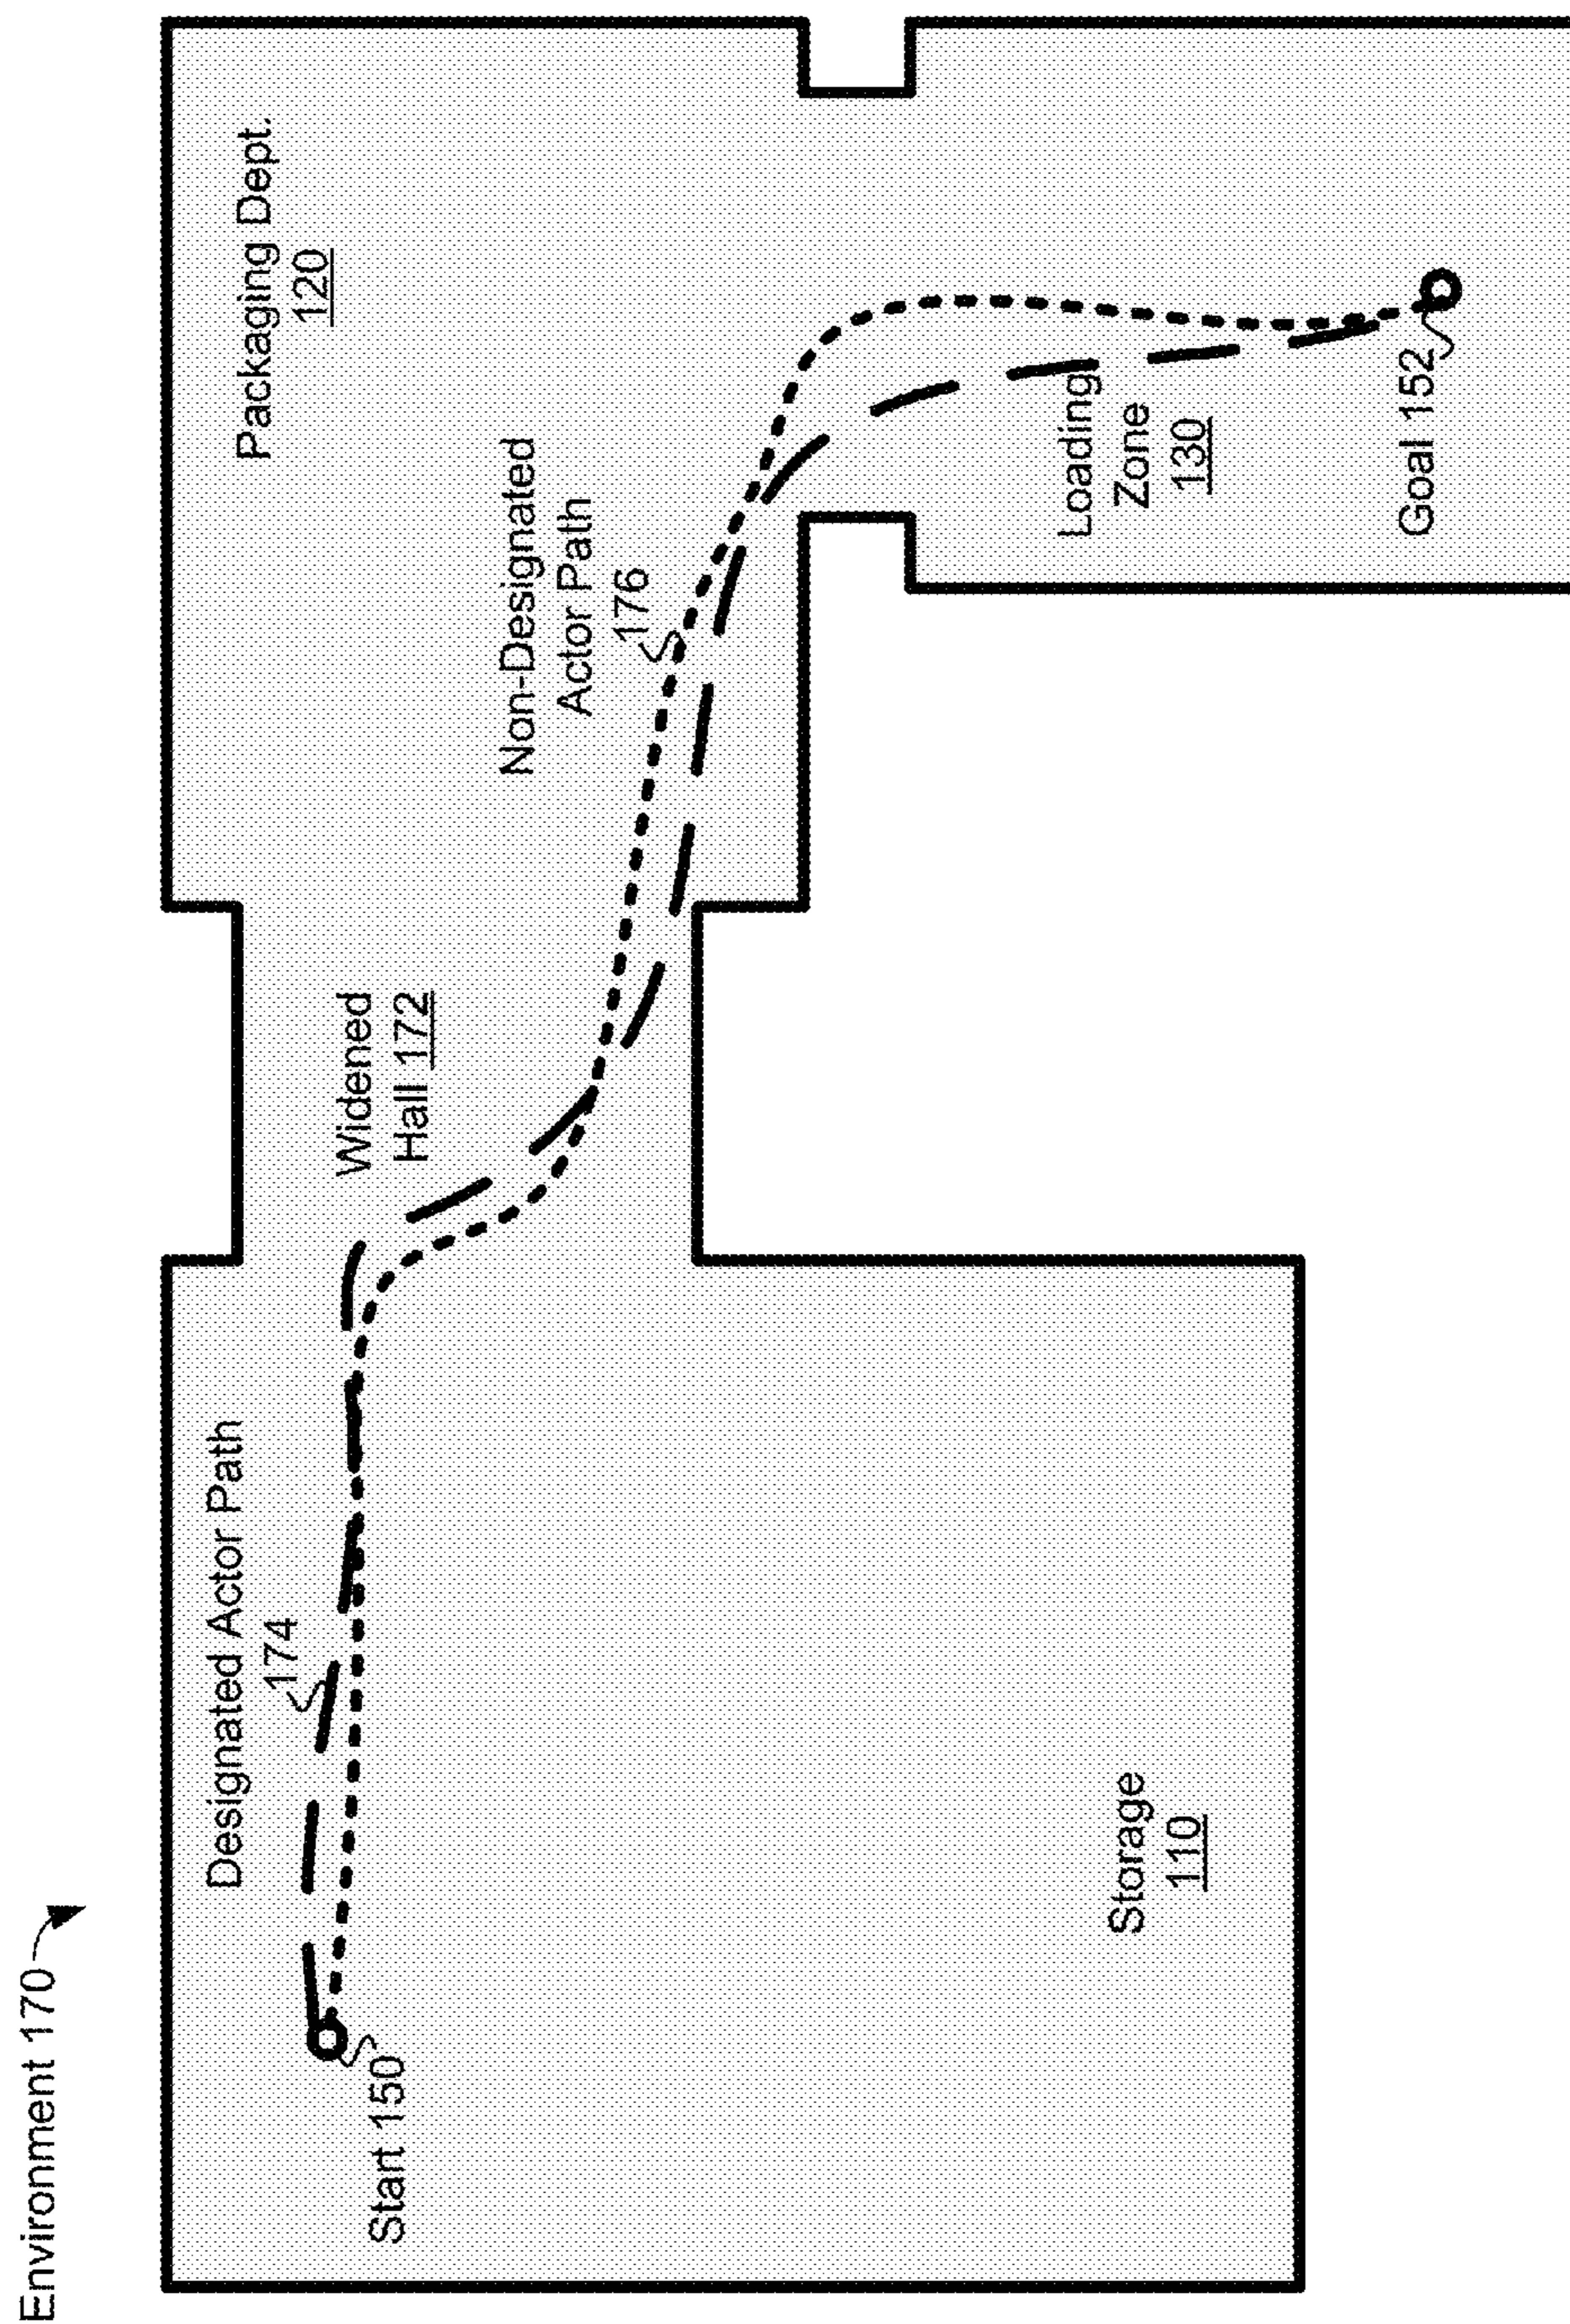 Environment 170
Designated Actor Path
174
Start 150
Storage
110
Widened
Hall 172
Non-Designated
Actor Path
176
Packaging Dept.
120
Loading
Zone
130
Goal 152